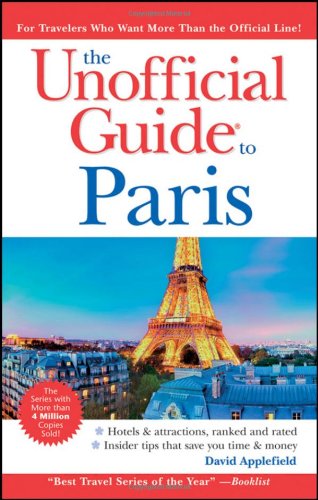 For Travelers Who Want More Than the Official Line!
the
Unofficial
Guide® to
Paris
The
Series with
More than
4 Million
Copies
Sold!
* Hotels & attractions, ranked and rated
* Insider tips that save you time & money
David Applefield
"Best Travel Series of the Year" —Booklist